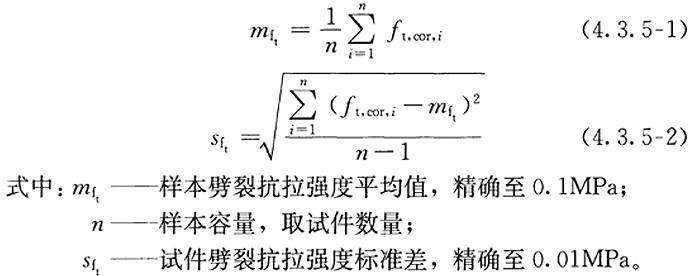 m_{f_t} = \frac{1}{n} \sum_{i=1}^{n} f_{t,cor,i} (4.3.5-1)
s_{f_t} = \sqrt{\frac{\sum_{i=1}^{n} (f_{t,cor,i} - m_{f_t})^2}{n-1}} (4.3.5-2)
式中：m_{f_t} ——样本劈裂抗拉强度平均值，精确至 0.1MPa；
n ——样本容量，取试件数量；
s_{f_t} ——试件劈裂抗拉强度标准差，精确至 0.01MPa。